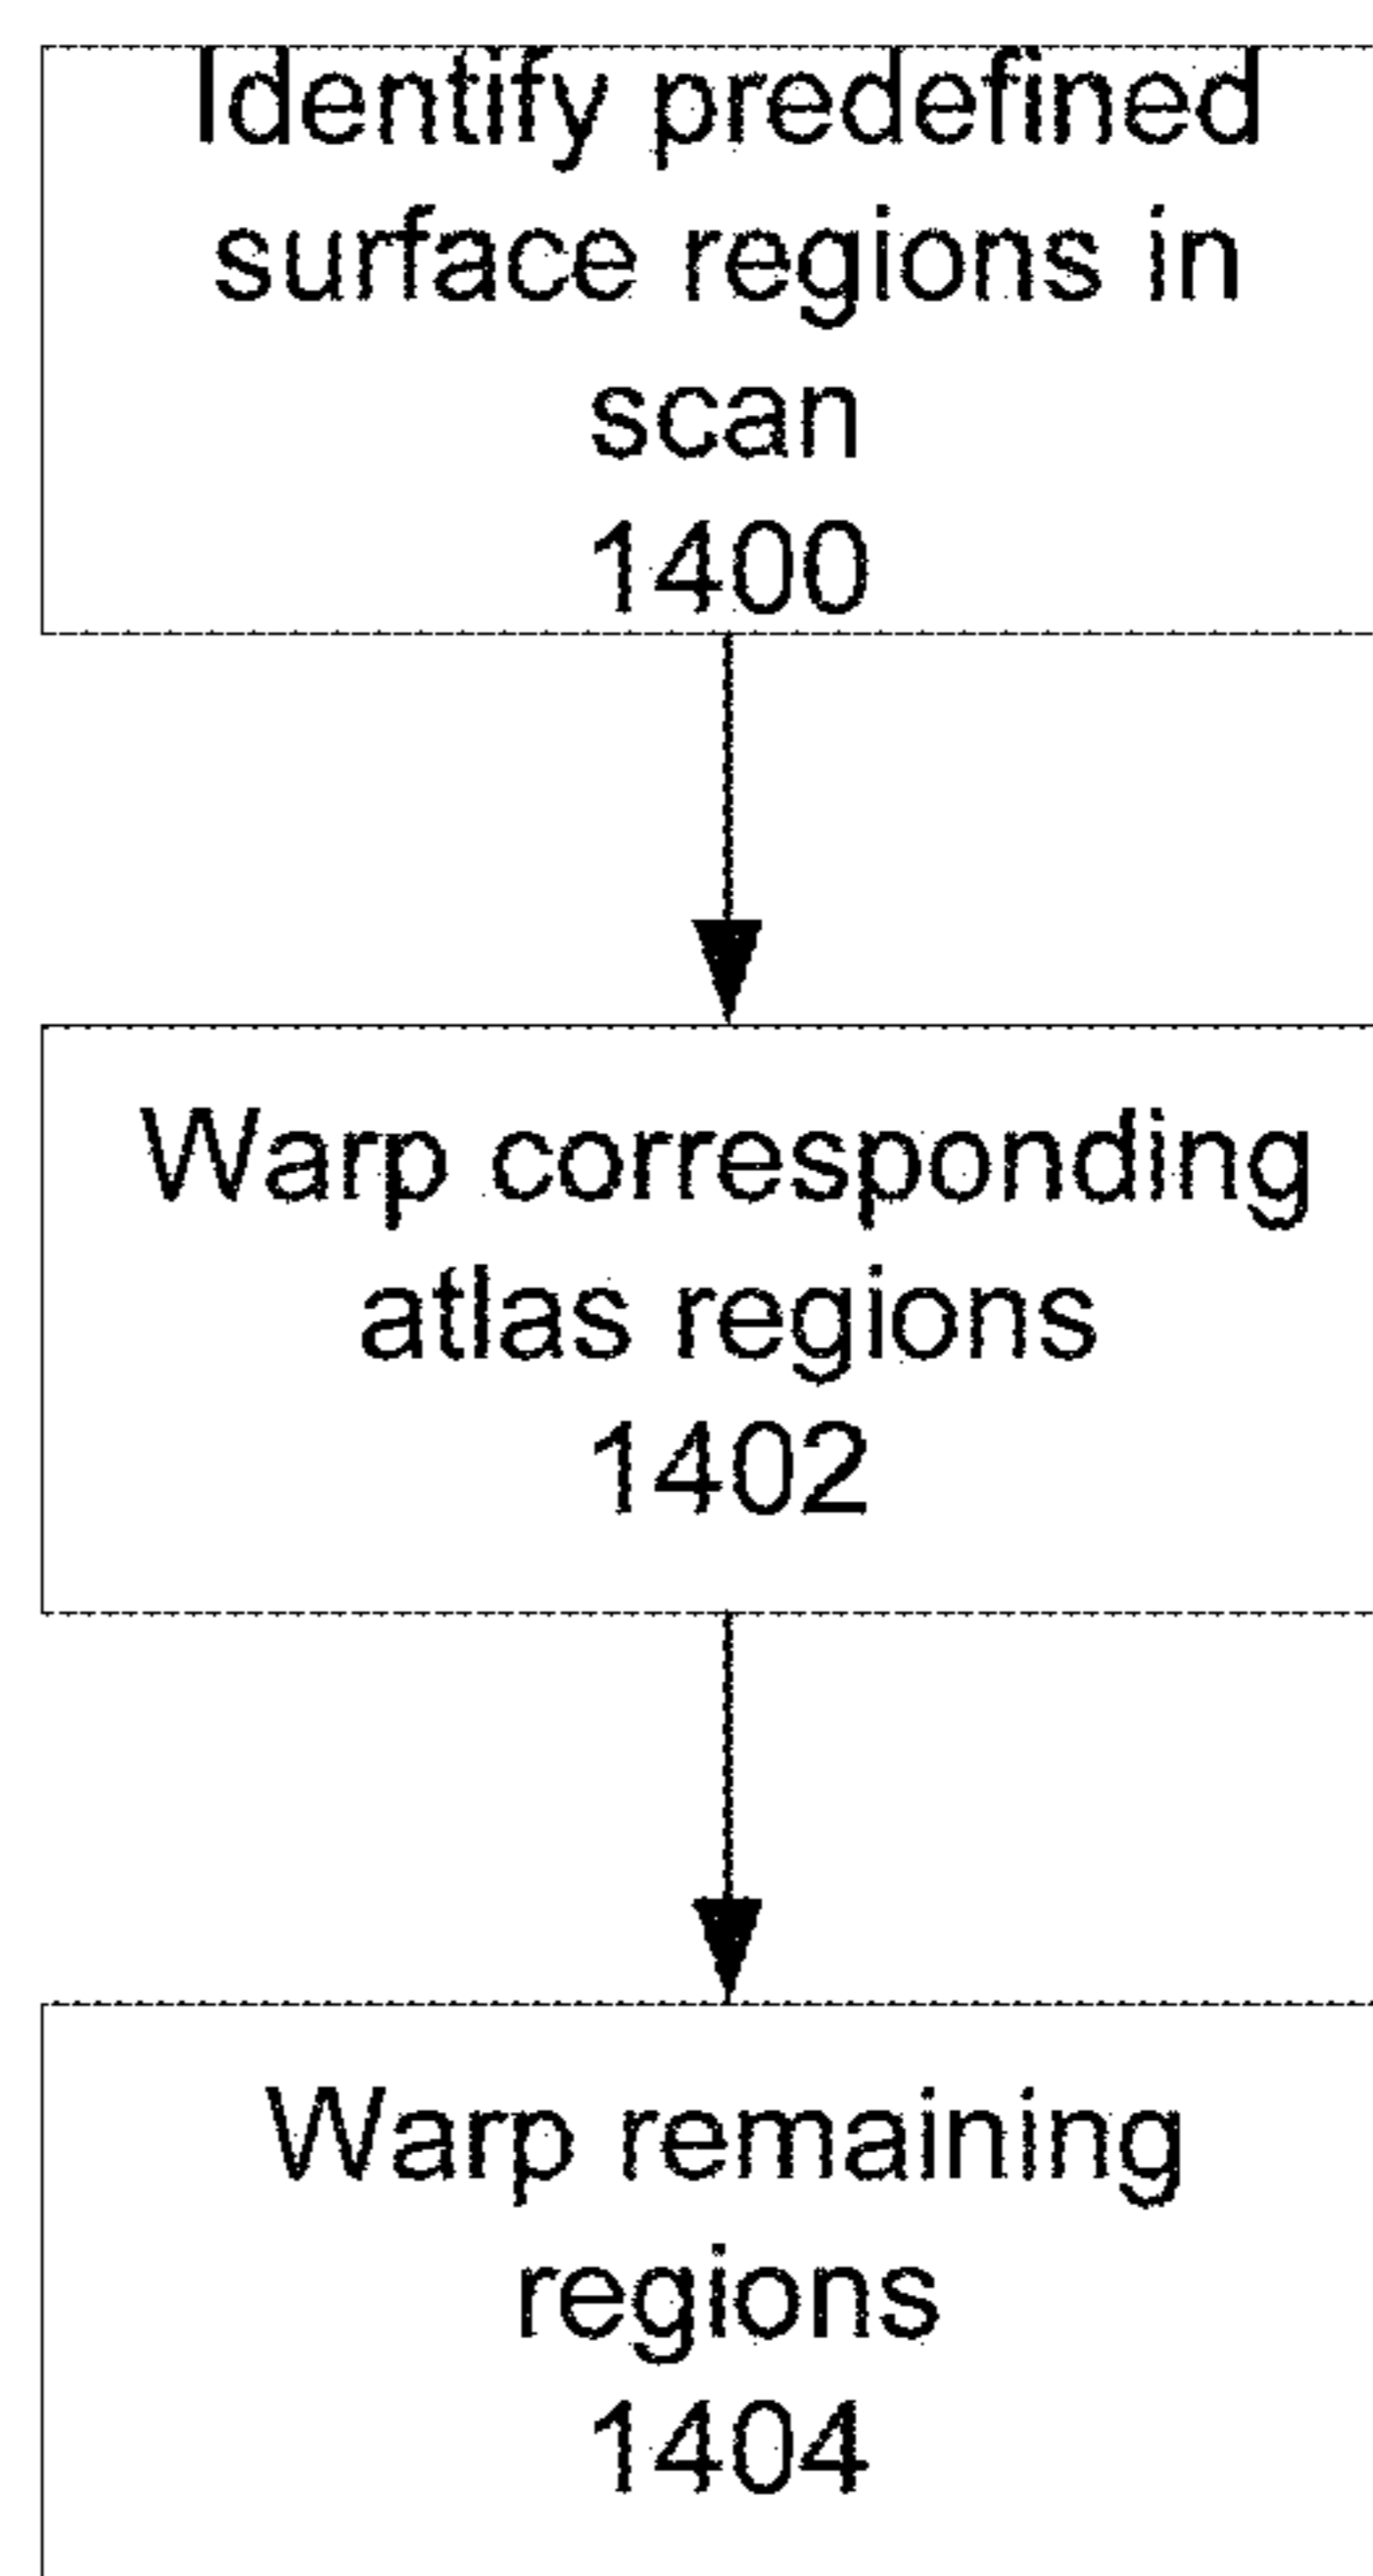 Identify predefined
surface regions in
scan
1400
Warp corresponding
atlas regions
1402
Warp remaining
regions
1404